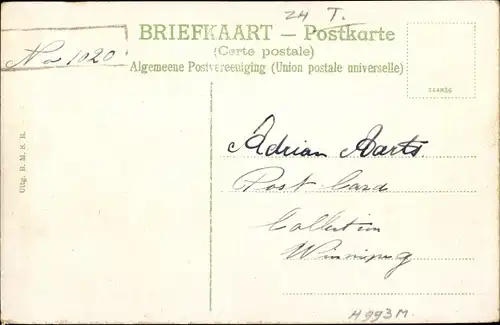 24 T.
BRIEFKAART — Postkarte
(Carte postale)
Algemeene Postvereeniging (Union postale universelle)
No 1020
Uitg. R. M. S. R.
Adrian Aarts.
Post Card
Collection
Winnipeg
H993M